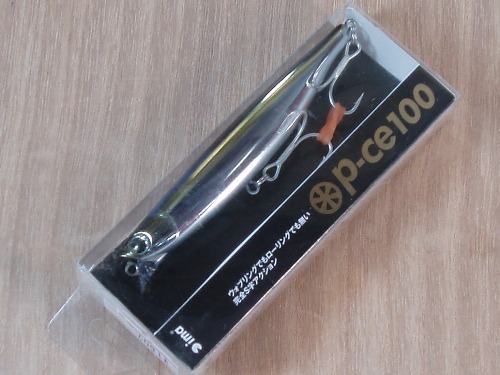 p-ce100
ウォブリングでもローリングでも無い
完全S字アクション
ima